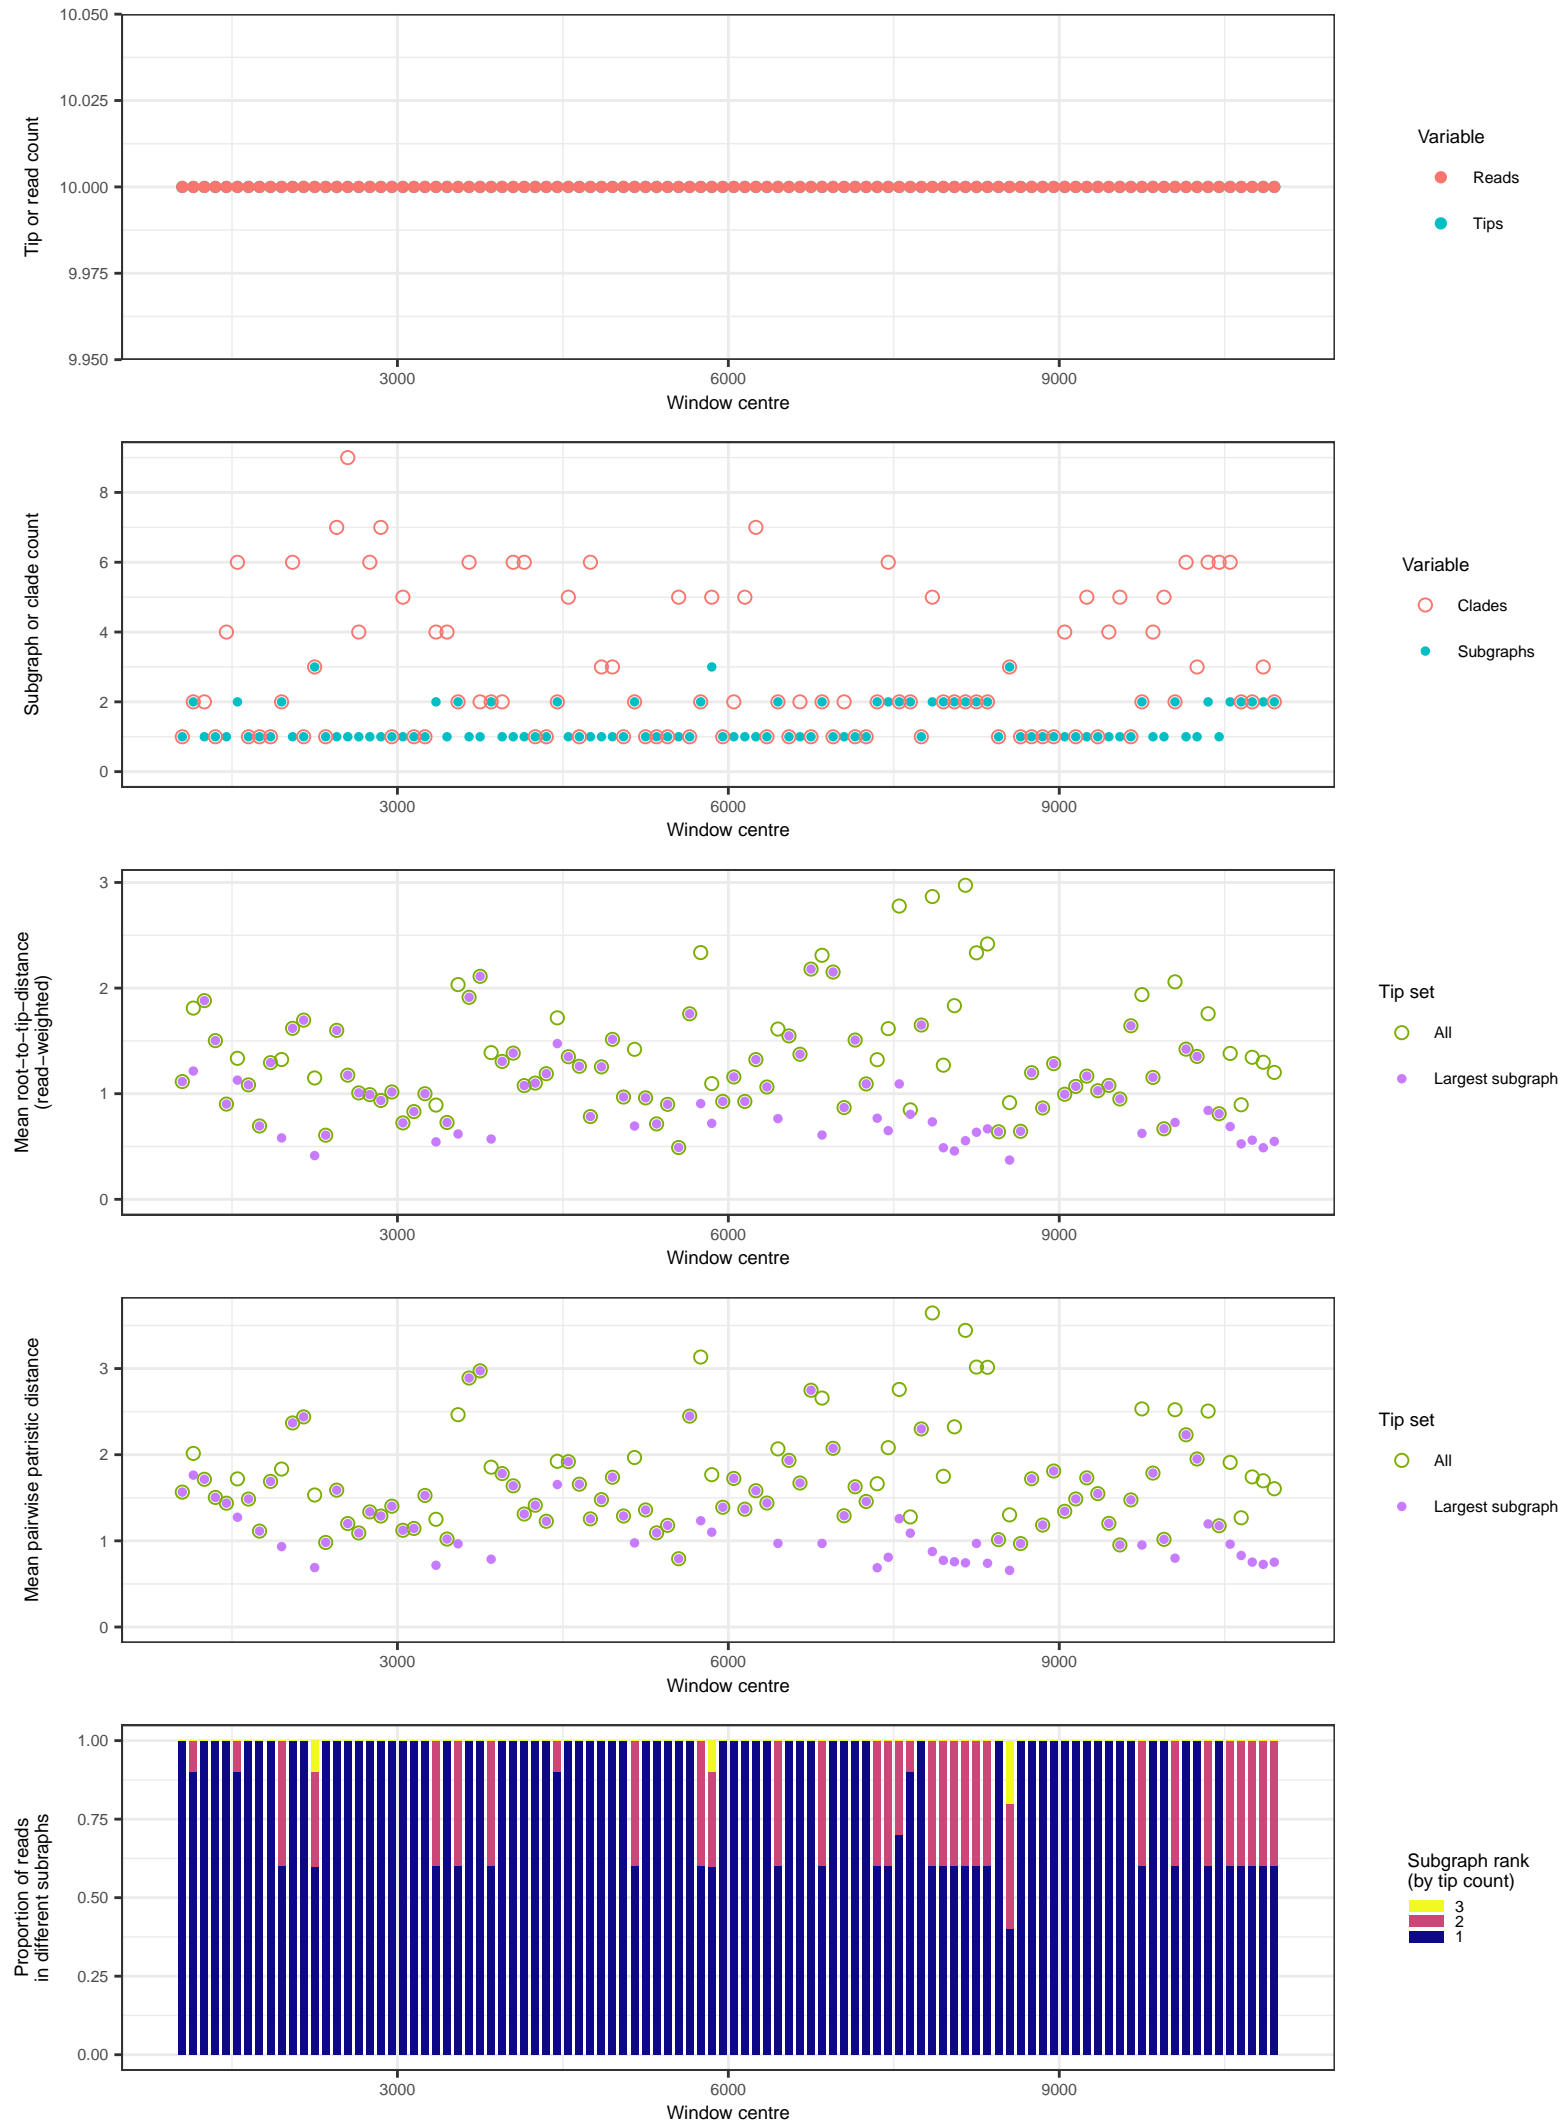 10.050
10.025
10.000
9.975
9.950
Tip or read count
3000 6000 9000
Window centre
Variable
Reads
Tips
8
6
4
2
0
Subgraph or clade count
3000 6000 9000
Window centre
Variable
Clades
Subgraphs
3
2
1
0
Mean root−to−tip−distance
(read−weighted)
3000 6000 9000
Window centre
Tip set
All
Largest subgraph
3
2
1
0
Mean pairwise patristic distance
3000 6000 9000
Window centre
Tip set
All
Largest subgraph
1.00
0.75
0.50
0.25
0.00
Proportion of reads
in different subraphs
3000 6000 9000
Window centre
Subgraph rank
(by tip count)
3
2
1